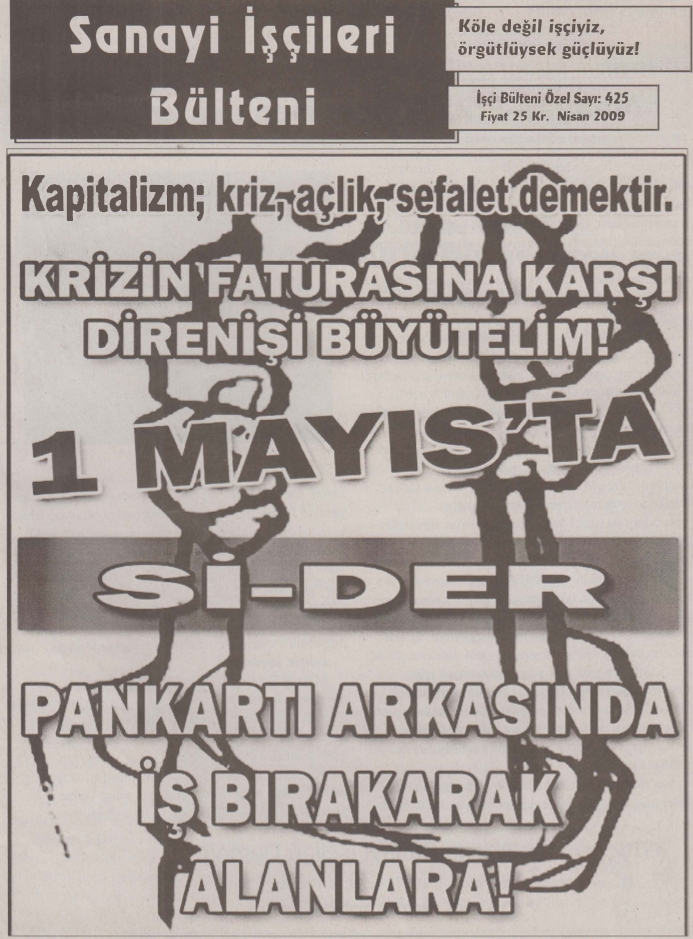 Sanayi İşçileri
Bülteni
Köle değil işçiyiz,
örgütlüysek güçlüyüz!
İşçi Bülteni Özel Sayı: 425
Fiyat 25 Kr. Nisan 2009
Kapitalizm; kriz, açlik, sefalet demektir.
KRİZİN FATURASINA KARŞI
DİRENİŞİ BÜYÜTELİM!
1 MAYIS'TA
Sİ-DER
PANKARTI ARKASINDA
İŞ BIRAKARAK
ALANLARA!